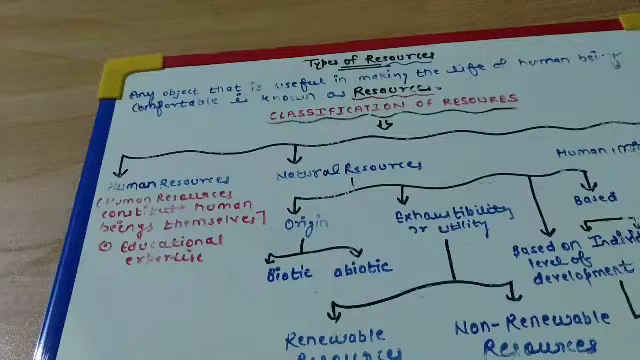 Types of Resources
Any object that is useful in making the life of human being
comfortable is known as Resources.
CLASSIFICATION OF RESOURES
Human Resources
(Human Resources
constitute human
beings themselves]
① Educational
expertise
Natural Resources
Human
Origin
Exhaustibility
or utility
Based
Based on
level of
development
Biotic abiotic
Renewable
Resources
Non-Renewable
Resources